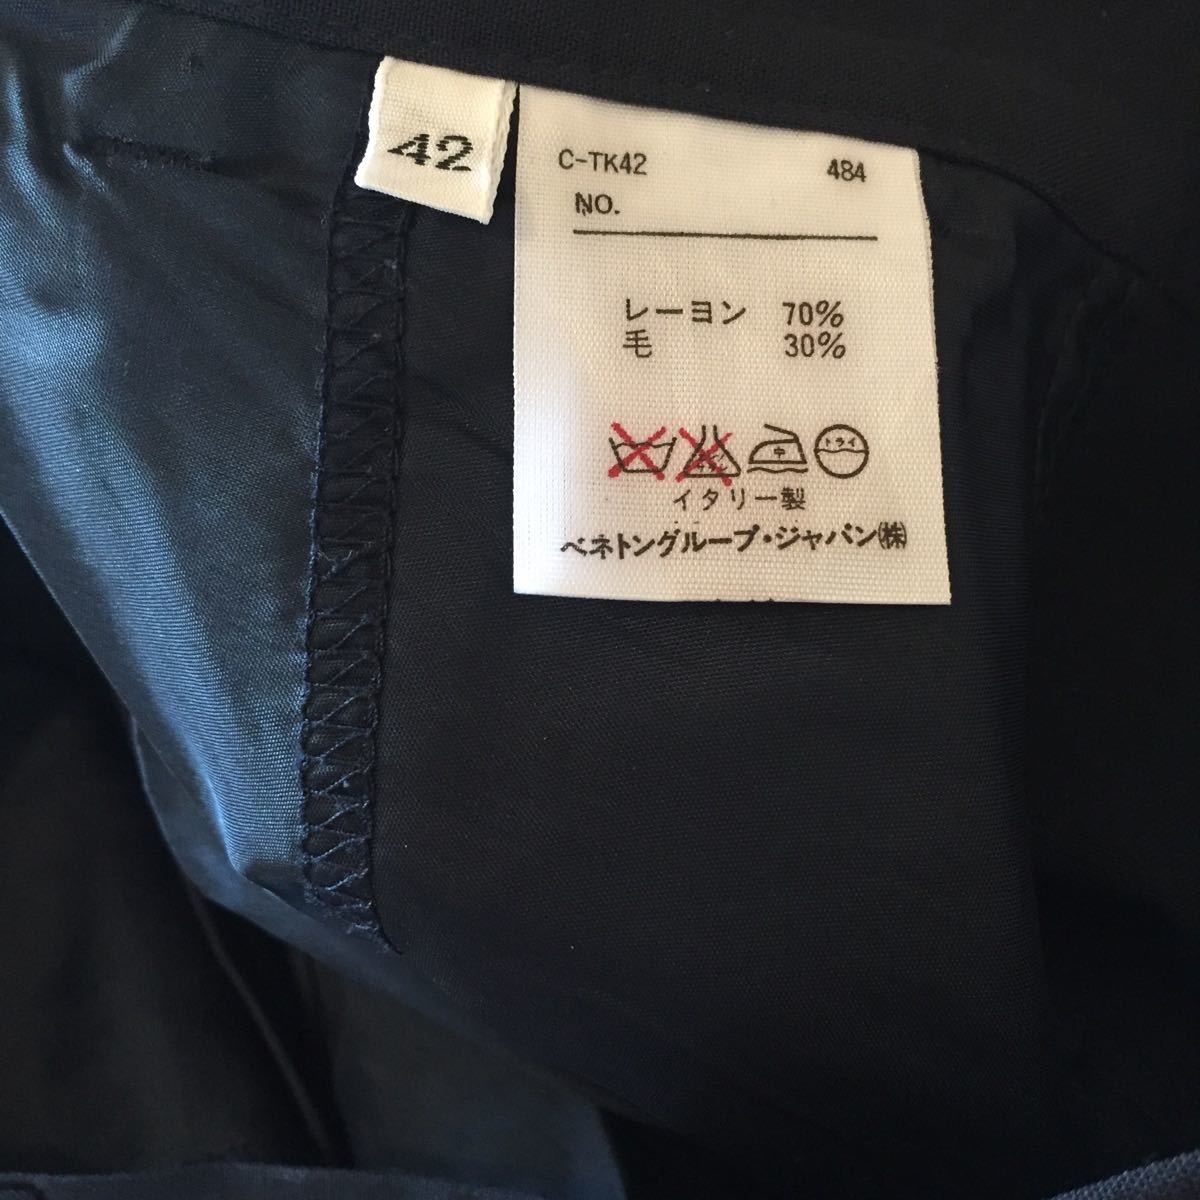 42
C-TK42 484
NO.
レーヨン 70%
毛 30%
中 ドライ
イタリー製
ベネトングループ・ジャパン㈱